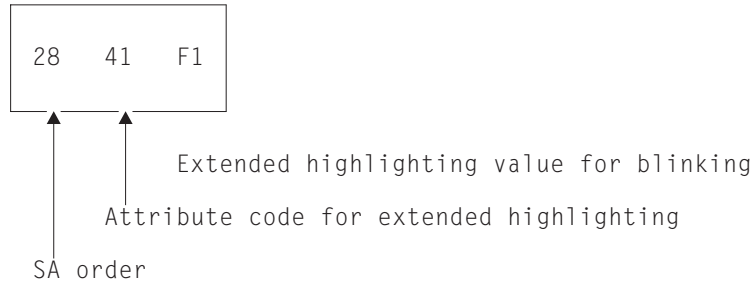 28 41 F1
Extended highlighting value for blinking
Attribute code for extended highlighting
SA order